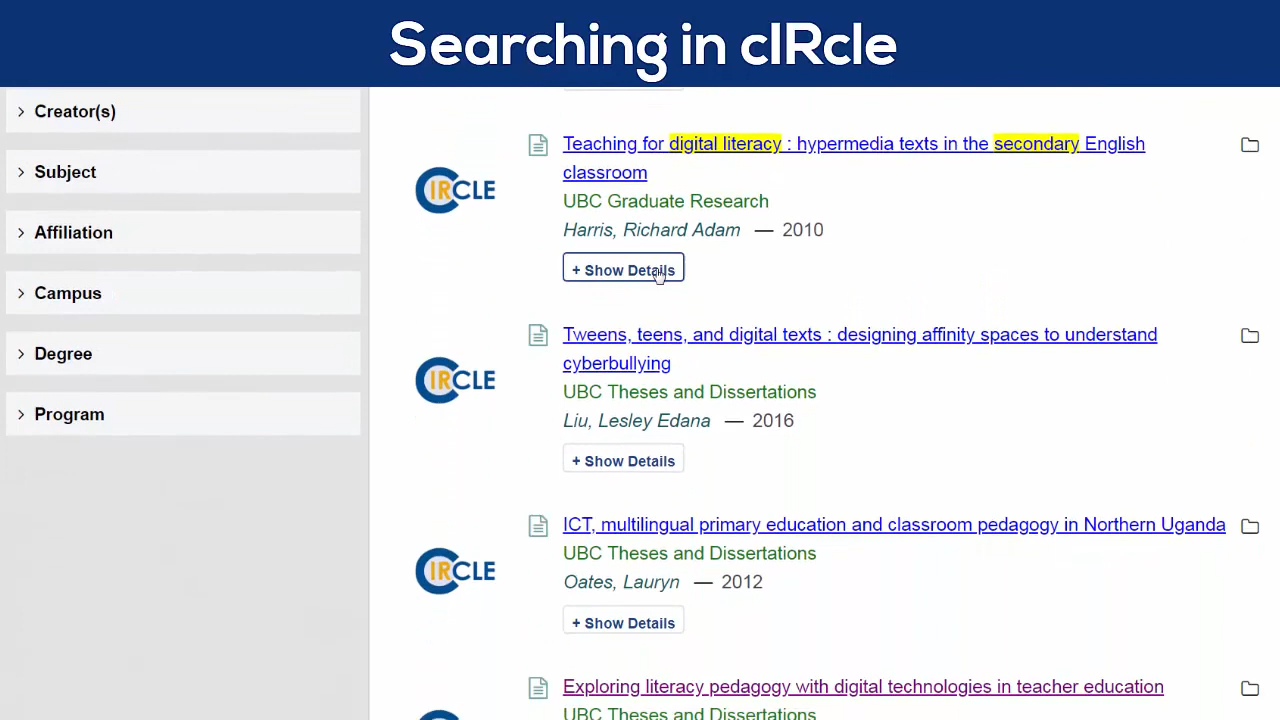 Searching in cIRcle
Creator(s)
Subject
Affiliation
Campus
Degree
Program
CIRCLE
Teaching for digital literacy : hypermedia texts in the secondary English
classroom
UBC Graduate Research
Harris, Richard Adam — 2010
+ Show Details
CIRCLE
Tweens, teens, and digital texts : designing affinity spaces to understand
cyberbullying
UBC Theses and Dissertations
Liu, Lesley Edana — 2016
+ Show Details
CIRCLE
ICT, multilingual primary education and classroom pedagogy in Northern Uganda
UBC Theses and Dissertations
Oates, Lauryn — 2012
+ Show Details
Exploring literacy pedagogy with digital technologies in teacher education
UBC Theses and Dissertations